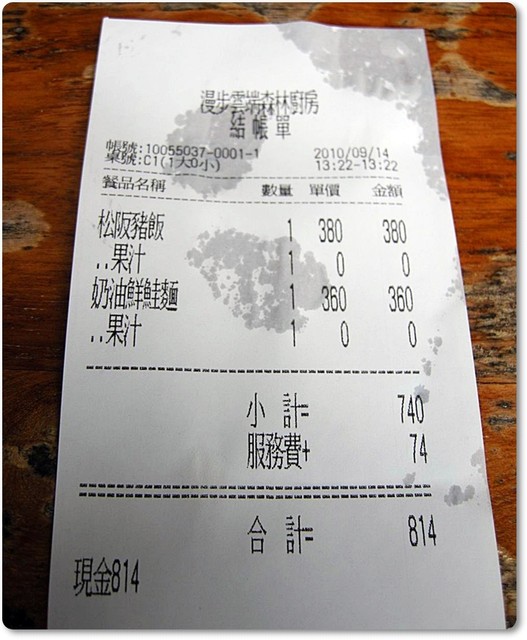 漫步雲端森林廚房
結帳單
帳號:10055037-0001-1 2010/09/14
桌號:C1(1大0小) 13:22-13:22
餐品名稱 數量 單價 金額
松阪豬飯 1 380 380
..果汁 1 0 0
奶油鮮鮭麵 1 360 360
..果汁 1 0 0
小 計= 740
服務費+ 74
合 計= 814
現金814